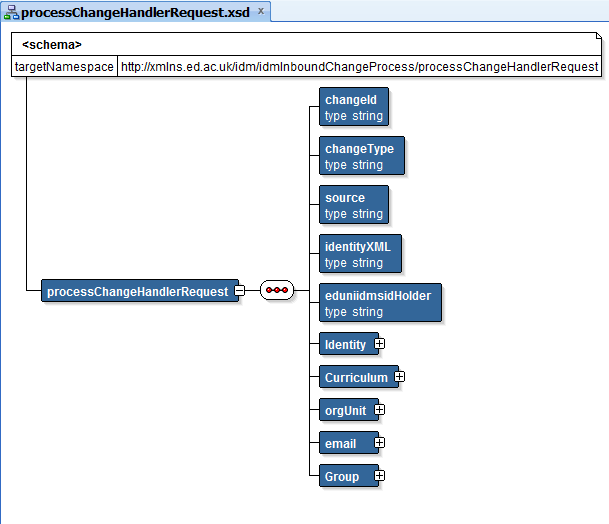 processChangeHandlerRequest.xsd x
<schema>
targetNamespace http://xmlns.ed.ac.uk/idm/idmInboundChangeProcess/processChangeHandlerRequest
changeId
type string
changeType
type string
source
type string
identityXML
type string
processChangeHandlerRequest
eduniidmsidHolder
type string
Identity
Curriculum
orgUnit
email
Group